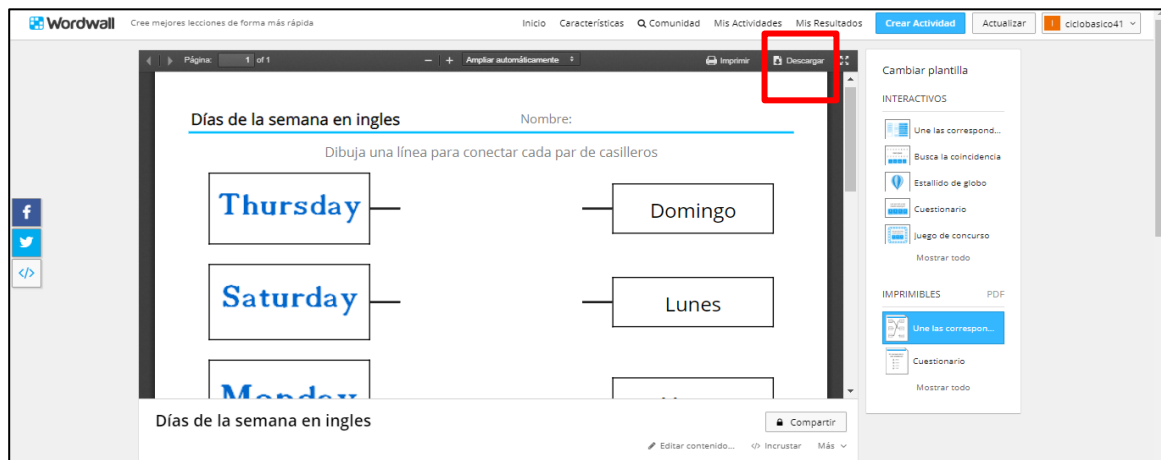 Wordwall Cree mejores lecciones de forma más rápida Inicio Características Comunidad Mis Actividades Mis Resultados Crear Actividad Actualizar ciclobasico41
Página: 1 of 1 Ampliar automáticamente Imprimir Descargar
Días de la semana en ingles Nombre:
Dibuja una línea para conectar cada par de casilleros
Thursday Domingo
Saturday Lunes
Monday
Días de la semana en ingles
Compartir
Editar contenido... Incrustar Más
Cambiar plantilla
INTERACTIVOS
Une las correspond...
Busca la coincidencia
Estallido de globo
Cuestionario
Juego de concurso
Mostrar todo
IMPRIMIBLES PDF
Une las correspon...
Cuestionario
Mostrar todo